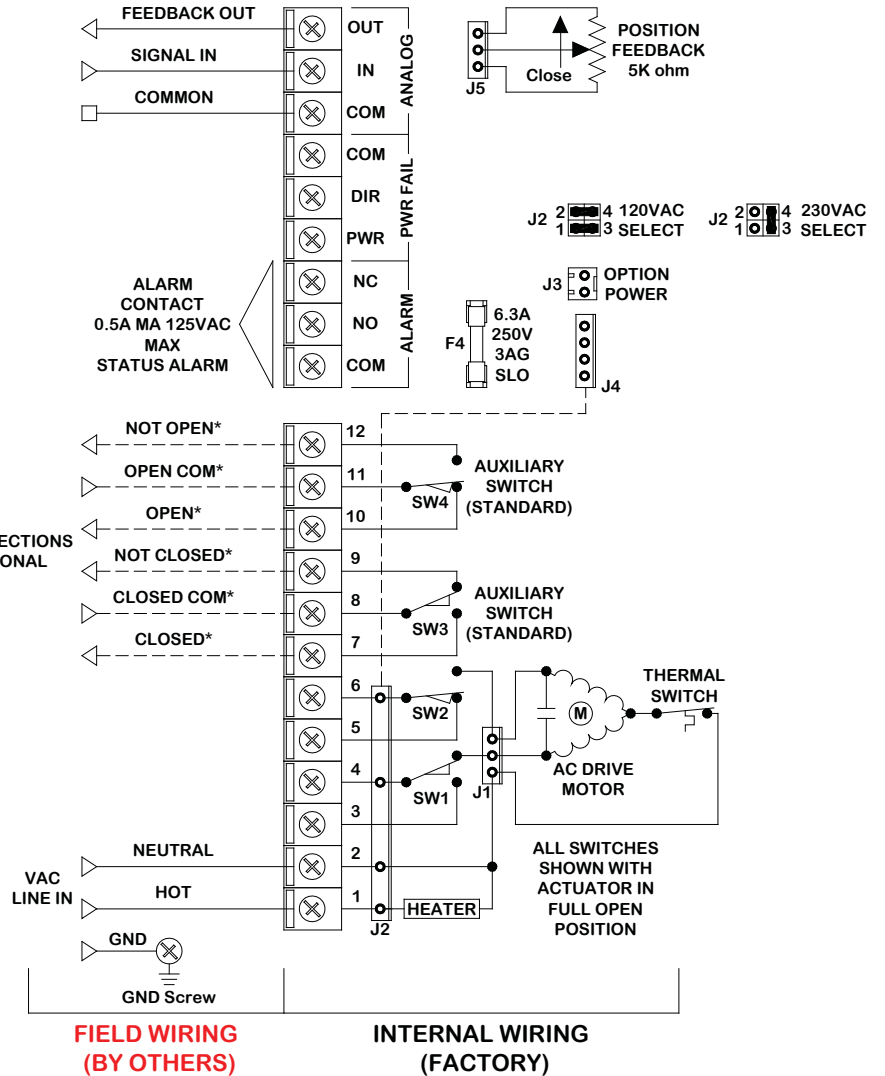 FEEDBACK OUT
SIGNAL IN
COMMON
OUT
IN
COM
ANALOG
COM
DIR
PWR
PWR FAIL
NC
NO
COM
ALARM
ALARM
CONTACT
0.5A MA 125VAC
MAX
STATUS ALARM
J5
Close
POSITION
FEEDBACK
5K ohm
J2 2 4 120VAC
1 3 SELECT
J2 2 4 230VAC
1 3 SELECT
J3 OPTION
POWER
F4
6.3A
250V
3AG
SLO
J4
NOT OPEN*
12
OPEN COM*
11
OPEN*
10
SW4
AUXILIARY
SWITCH
(STANDARD)
ECTIONS
ONAL
NOT CLOSED*
9
CLOSED COM*
8
CLOSED*
7
SW3
AUXILIARY
SWITCH
(STANDARD)
6
SW2
5
4
SW1
3
J1
M
AC DRIVE
MOTOR
THERMAL
SWITCH
VAC
LINE IN
NEUTRAL
2
HOT
1
J2
HEATER
ALL SWITCHES
SHOWN WITH
ACTUATOR IN
FULL OPEN
POSITION
GND
GND Screw
FIELD WIRING
(BY OTHERS)
INTERNAL WIRING
(FACTORY)